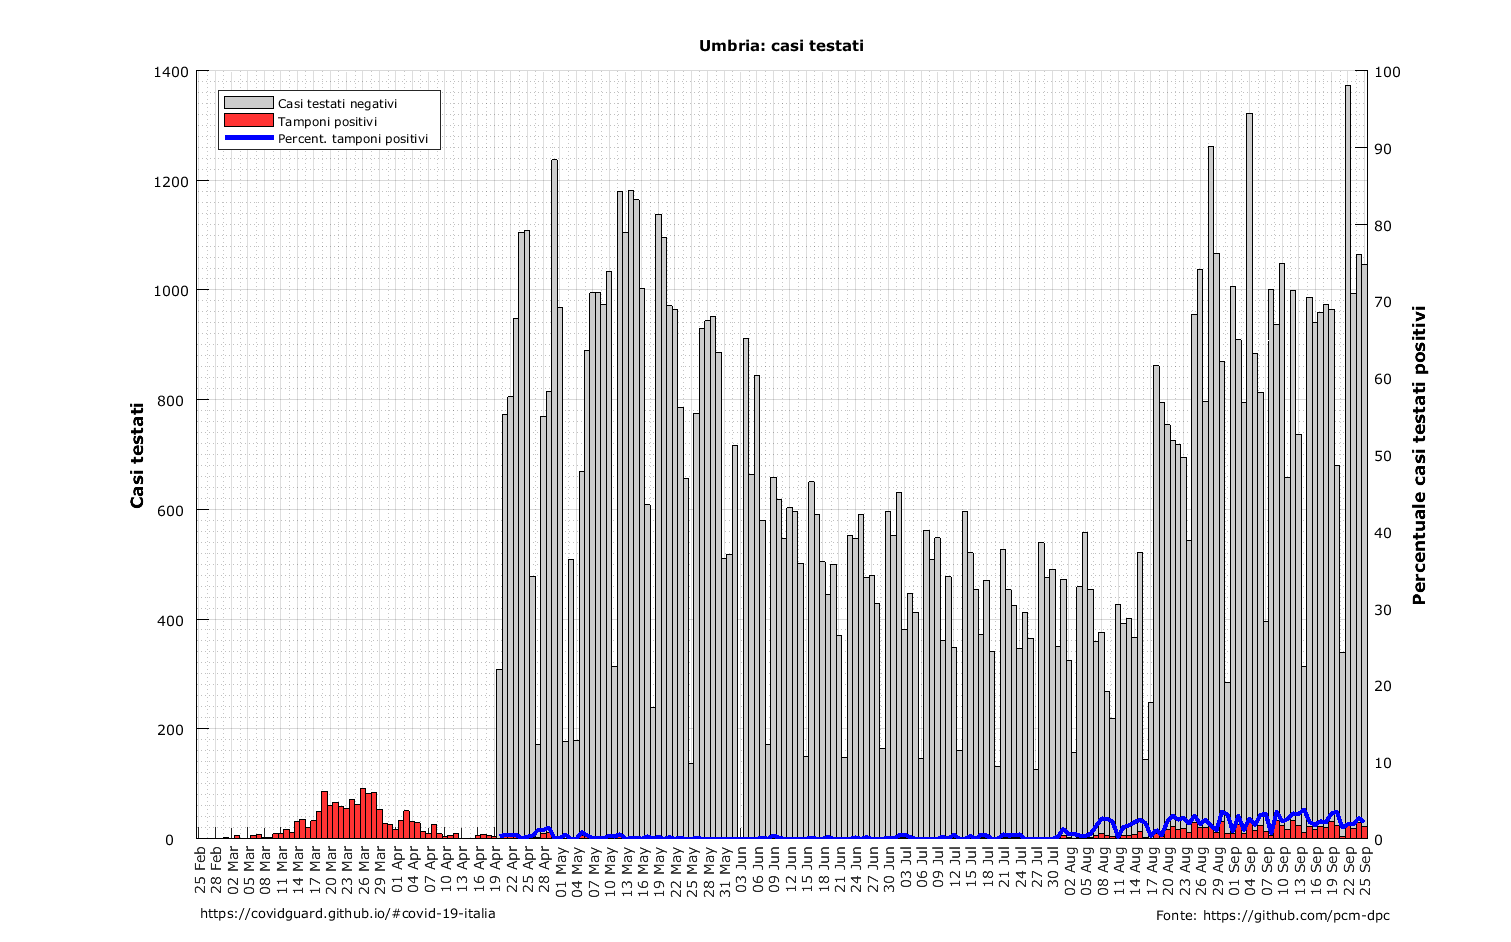 Umbria: casi testati
Casi testati negativi
Tamponi positivi
Percent. tamponi positivi
Casi testati
1400
1200
1000
800
600
400
200
0
Percentuale casi testati positivi
100
90
80
70
60
50
40
30
20
10
0
25 Feb
28 Feb
02 Mar
05 Mar
08 Mar
11 Mar
14 Mar
17 Mar
20 Mar
23 Mar
26 Mar
29 Mar
01 Apr
04 Apr
07 Apr
10 Apr
13 Apr
16 Apr
19 Apr
22 Apr
25 Apr
28 Apr
01 May
04 May
07 May
10 May
13 May
16 May
19 May
22 May
25 May
28 May
31 May
03 Jun
06 Jun
09 Jun
12 Jun
15 Jun
18 Jun
21 Jun
24 Jun
27 Jun
30 Jun
03 Jul
06 Jul
09 Jul
12 Jul
15 Jul
18 Jul
21 Jul
24 Jul
27 Jul
30 Jul
02 Aug
05 Aug
08 Aug
11 Aug
14 Aug
17 Aug
20 Aug
23 Aug
26 Aug
29 Aug
01 Sep
04 Sep
07 Sep
10 Sep
13 Sep
16 Sep
19 Sep
22 Sep
25 Sep
https://covidguard.github.io/#covid-19-italia
Fonte: https://github.com/pcm-dpc